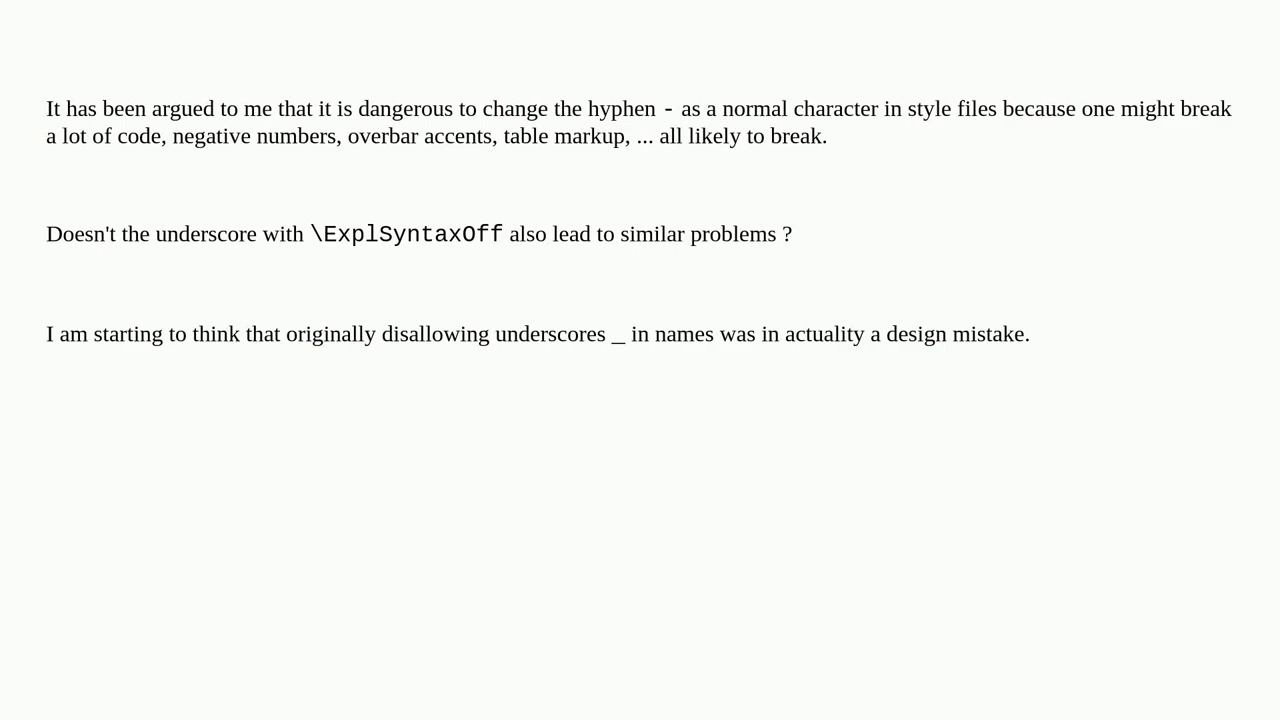 It has been argued to me that it is dangerous to change the hyphen - as a normal character in style files because one might break
a lot of code, negative numbers, overbar accents, table markup, ... all likely to break.
Doesn't the underscore with \ExplSyntaxOff also lead to similar problems ?
I am starting to think that originally disallowing underscores _ in names was in actuality a design mistake.